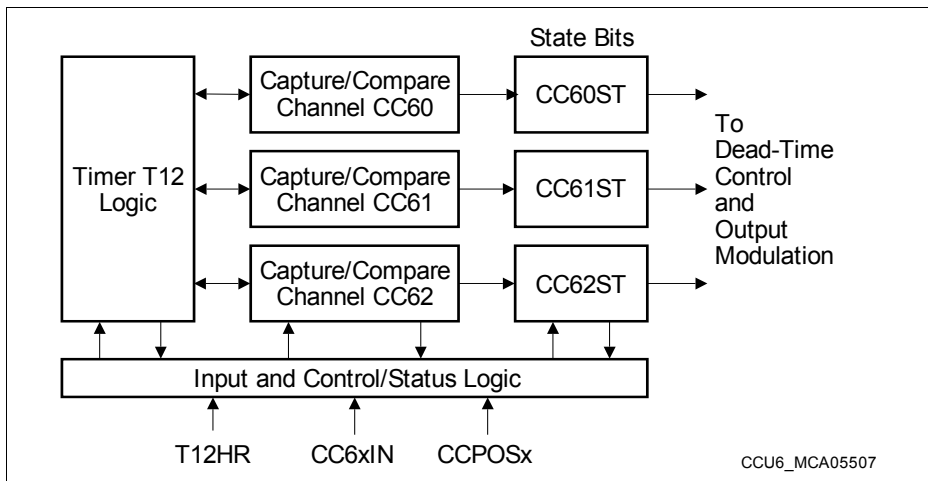 State Bits
Capture/Compare
Channel CC60
CC60ST
Timer T12
Logic
Capture/Compare
Channel CC61
CC61ST
Capture/Compare
Channel CC62
CC62ST
To
Dead-Time
Control
and
Output
Modulation
Input and Control/Status Logic
T12HR
CC6xIN
CCPOSx
CCU6_MCA05507